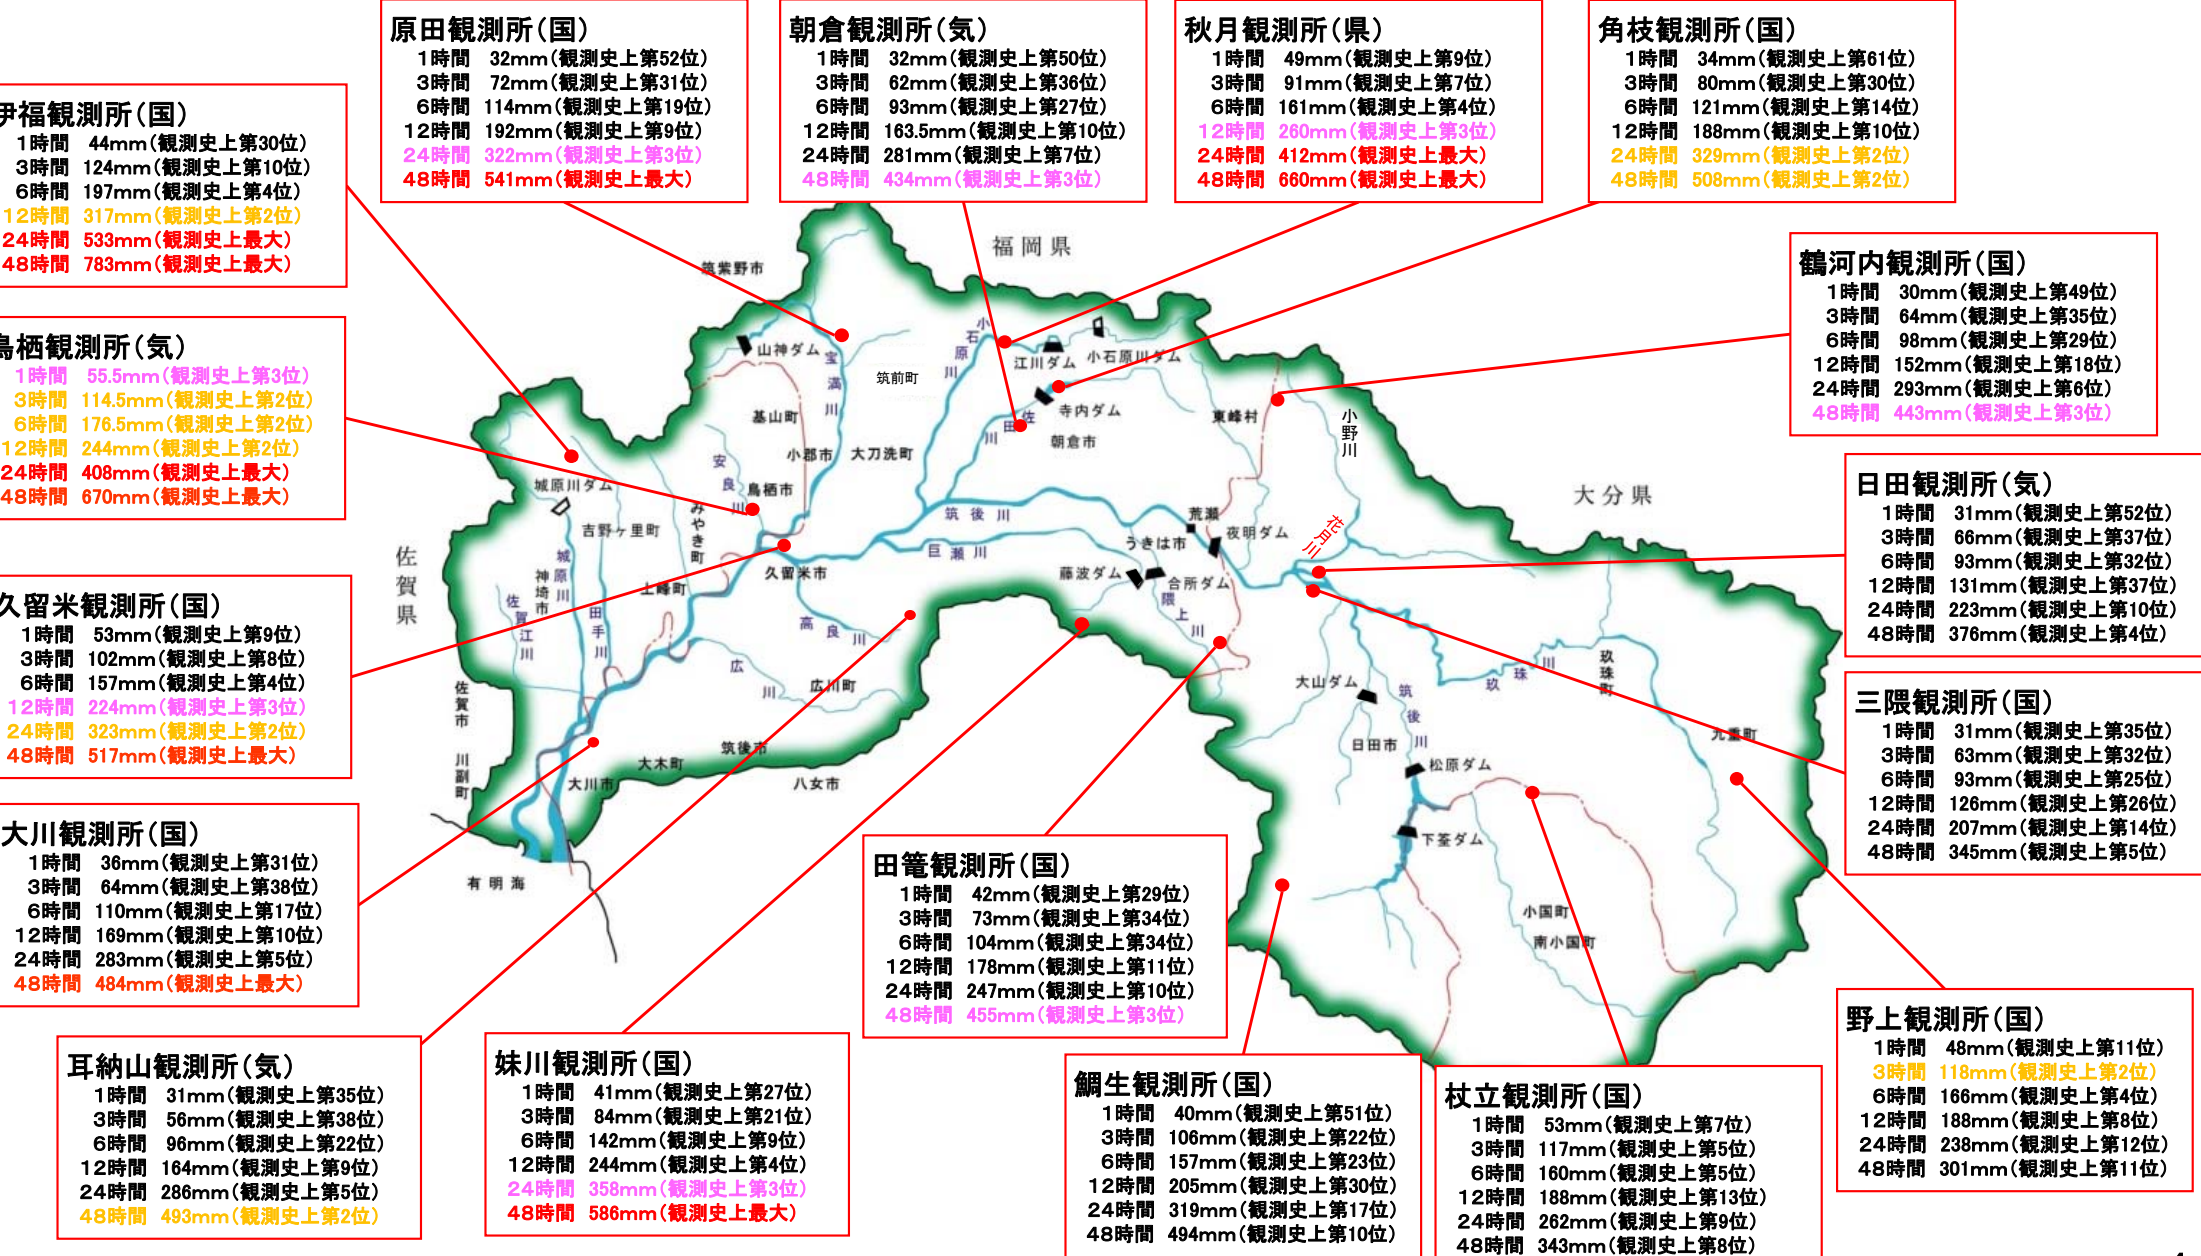 原田観測所(国)
1時間 32mm(観測史上第52位)
3時間 72mm(観測史上第31位)
6時間 114mm(観測史上第19位)
12時間 192mm(観測史上第9位)
24時間 322mm(観測史上第3位)
48時間 541mm(観測史上最大)
朝倉観測所(気)
1時間 32mm(観測史上第50位)
3時間 62mm(観測史上第36位)
6時間 93mm(観測史上第27位)
12時間 163.5mm(観測史上第10位)
24時間 281mm(観測史上第7位)
48時間 434mm(観測史上第3位)
秋月観測所(県)
1時間 49mm(観測史上第9位)
3時間 91mm(観測史上第7位)
6時間 161mm(観測史上第4位)
12時間 260mm(観測史上第3位)
24時間 412mm(観測史上最大)
48時間 660mm(観測史上最大)
角枝観測所(国)
1時間 34mm(観測史上第61位)
3時間 80mm(観測史上第30位)
6時間 121mm(観測史上第14位)
12時間 188mm(観測史上第10位)
24時間 329mm(観測史上第2位)
48時間 508mm(観測史上第2位)
伊福観測所(国)
1時間 44mm(観測史上第30位)
3時間 124mm(観測史上第10位)
6時間 197mm(観測史上第4位)
12時間 317mm(観測史上第2位)
24時間 533mm(観測史上最大)
48時間 783mm(観測史上最大)
鳥栖観測所(気)
1時間 55.5mm(観測史上第3位)
3時間 114.5mm(観測史上第2位)
6時間 176.5mm(観測史上第2位)
12時間 244mm(観測史上第2位)
24時間 408mm(観測史上最大)
48時間 670mm(観測史上最大)
久留米観測所(国)
1時間 53mm(観測史上第9位)
3時間 102mm(観測史上第8位)
6時間 157mm(観測史上第4位)
12時間 224mm(観測史上第3位)
24時間 323mm(観測史上第2位)
48時間 517mm(観測史上最大)
大川観測所(国)
1時間 36mm(観測史上第31位)
3時間 64mm(観測史上第38位)
6時間 110mm(観測史上第17位)
12時間 169mm(観測史上第10位)
24時間 283mm(観測史上第5位)
48時間 484mm(観測史上最大)
耳納山観測所(気)
1時間 31mm(観測史上第35位)
3時間 56mm(観測史上第38位)
6時間 96mm(観測史上第22位)
12時間 164mm(観測史上第9位)
24時間 286mm(観測史上第5位)
48時間 493mm(観測史上第2位)
妹川観測所(国)
1時間 41mm(観測史上第27位)
3時間 84mm(観測史上第21位)
6時間 142mm(観測史上第9位)
12時間 244mm(観測史上第4位)
24時間 358mm(観測史上第3位)
48時間 586mm(観測史上最大)
田篭観測所(国)
1時間 42mm(観測史上第29位)
3時間 73mm(観測史上第34位)
6時間 104mm(観測史上第34位)
12時間 178mm(観測史上第11位)
24時間 247mm(観測史上第10位)
48時間 455mm(観測史上第3位)
鯛生観測所(国)
1時間 40mm(観測史上第51位)
3時間 106mm(観測史上第22位)
6時間 157mm(観測史上第23位)
12時間 205mm(観測史上第30位)
24時間 319mm(観測史上第17位)
48時間 494mm(観測史上第10位)
杖立観測所(国)
1時間 53mm(観測史上第7位)
3時間 117mm(観測史上第5位)
6時間 160mm(観測史上第5位)
12時間 188mm(観測史上第13位)
24時間 262mm(観測史上第9位)
48時間 343mm(観測史上第8位)
野上観測所(国)
1時間 48mm(観測史上第11位)
3時間 118mm(観測史上第2位)
6時間 166mm(観測史上第4位)
12時間 188mm(観測史上第8位)
24時間 238mm(観測史上第12位)
48時間 301mm(観測史上第11位)
鶴河内観測所(国)
1時間 30mm(観測史上第49位)
3時間 64mm(観測史上第35位)
6時間 98mm(観測史上第29位)
12時間 152mm(観測史上第18位)
24時間 293mm(観測史上第6位)
48時間 443mm(観測史上第3位)
日田観測所(気)
1時間 31mm(観測史上第52位)
3時間 66mm(観測史上第37位)
6時間 93mm(観測史上第32位)
12時間 131mm(観測史上第37位)
24時間 223mm(観測史上第10位)
48時間 376mm(観測史上第4位)
三隈観測所(国)
1時間 31mm(観測史上第35位)
3時間 63mm(観測史上第32位)
6時間 93mm(観測史上第25位)
12時間 126mm(観測史上第26位)
24時間 207mm(観測史上第14位)
48時間 345mm(観測史上第5位)
福岡県
大分県
佐賀県
筑紫野市
山神ダム
宝満川
筑前町
基山町
小郡市
大刀洗町
小石原川
江川ダム
小石原川ダム
寺内ダム
佐田川
朝倉市
東峰村
小野川
城原川ダム
吉野ヶ里町
安良川
鳥栖市
みやき町
筑後川
巨瀬川
荒瀬
夜明ダム
うきは市
藤波ダム
合所ダム
隈上川
花月川
久留米市
上峰町
城原川
神埼市
田手川
佐賀江川
高良川
広川
広川町
佐賀市
川副町
筑後市
大木町
大川市
八女市
有明海
大山ダム
筑後川
日田市
松原ダム
下筌ダム
玖珠川
玖珠町
九重町
小国町
南小国町